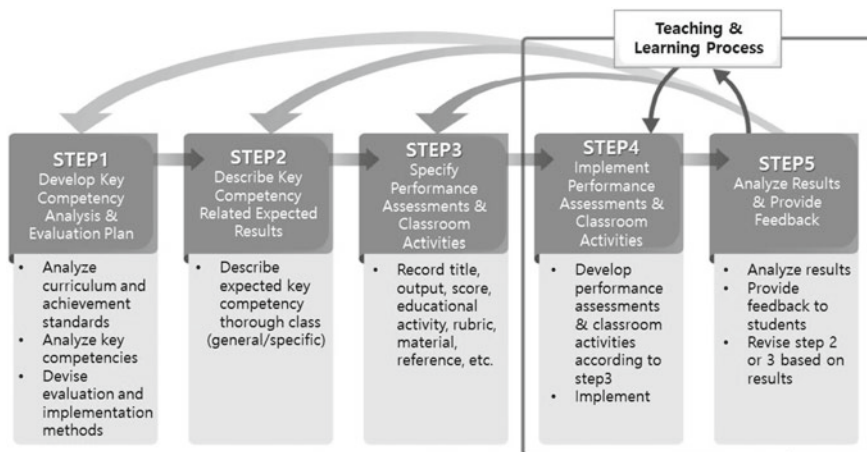 Teaching &
Learning Process
STEP1
Develop Key
Competency
Analysis &
Evaluation Plan
• Analyze
curriculum and
achievement
standards
• Analyze key
competencies
• Devise
evaluation and
implementation
methods
STEP2
Describe Key
Competency
Related Expected
Results
• Describe
expected key
competency
thorough class
(general/specific)
STEP3
Specify
Performance
Assessments &
Classroom
Activities
• Record title,
output, score,
educational
activity, rubric,
material,
reference, etc.
STEP4
Implement
Performance
Assessments &
Classroom
Activities
• Develop
performance
assessments
& classroom
activities
according to
step3
• Implement
STEP5
Analyze Results
& Provide
Feedback
• Analyze results
• Provide
feedback to
students
• Revise step 2
or 3 based on
results